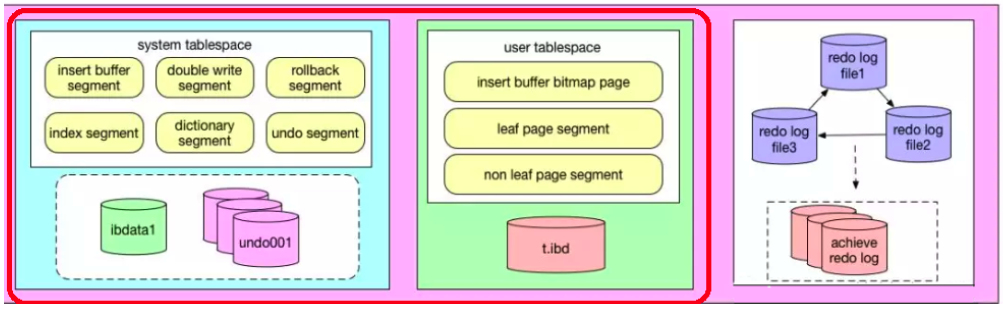 system tablespace
insert buffer
segment
double write
segment
rollback
segment
index segment
dictionary
segment
undo segment
ibdata1
undo001
user tablespace
insert buffer bitmap page
leaf page segment
non leaf page segment
t.ibd
redo log
file1
redo log
file3
redo log
file2
achieve
redo log